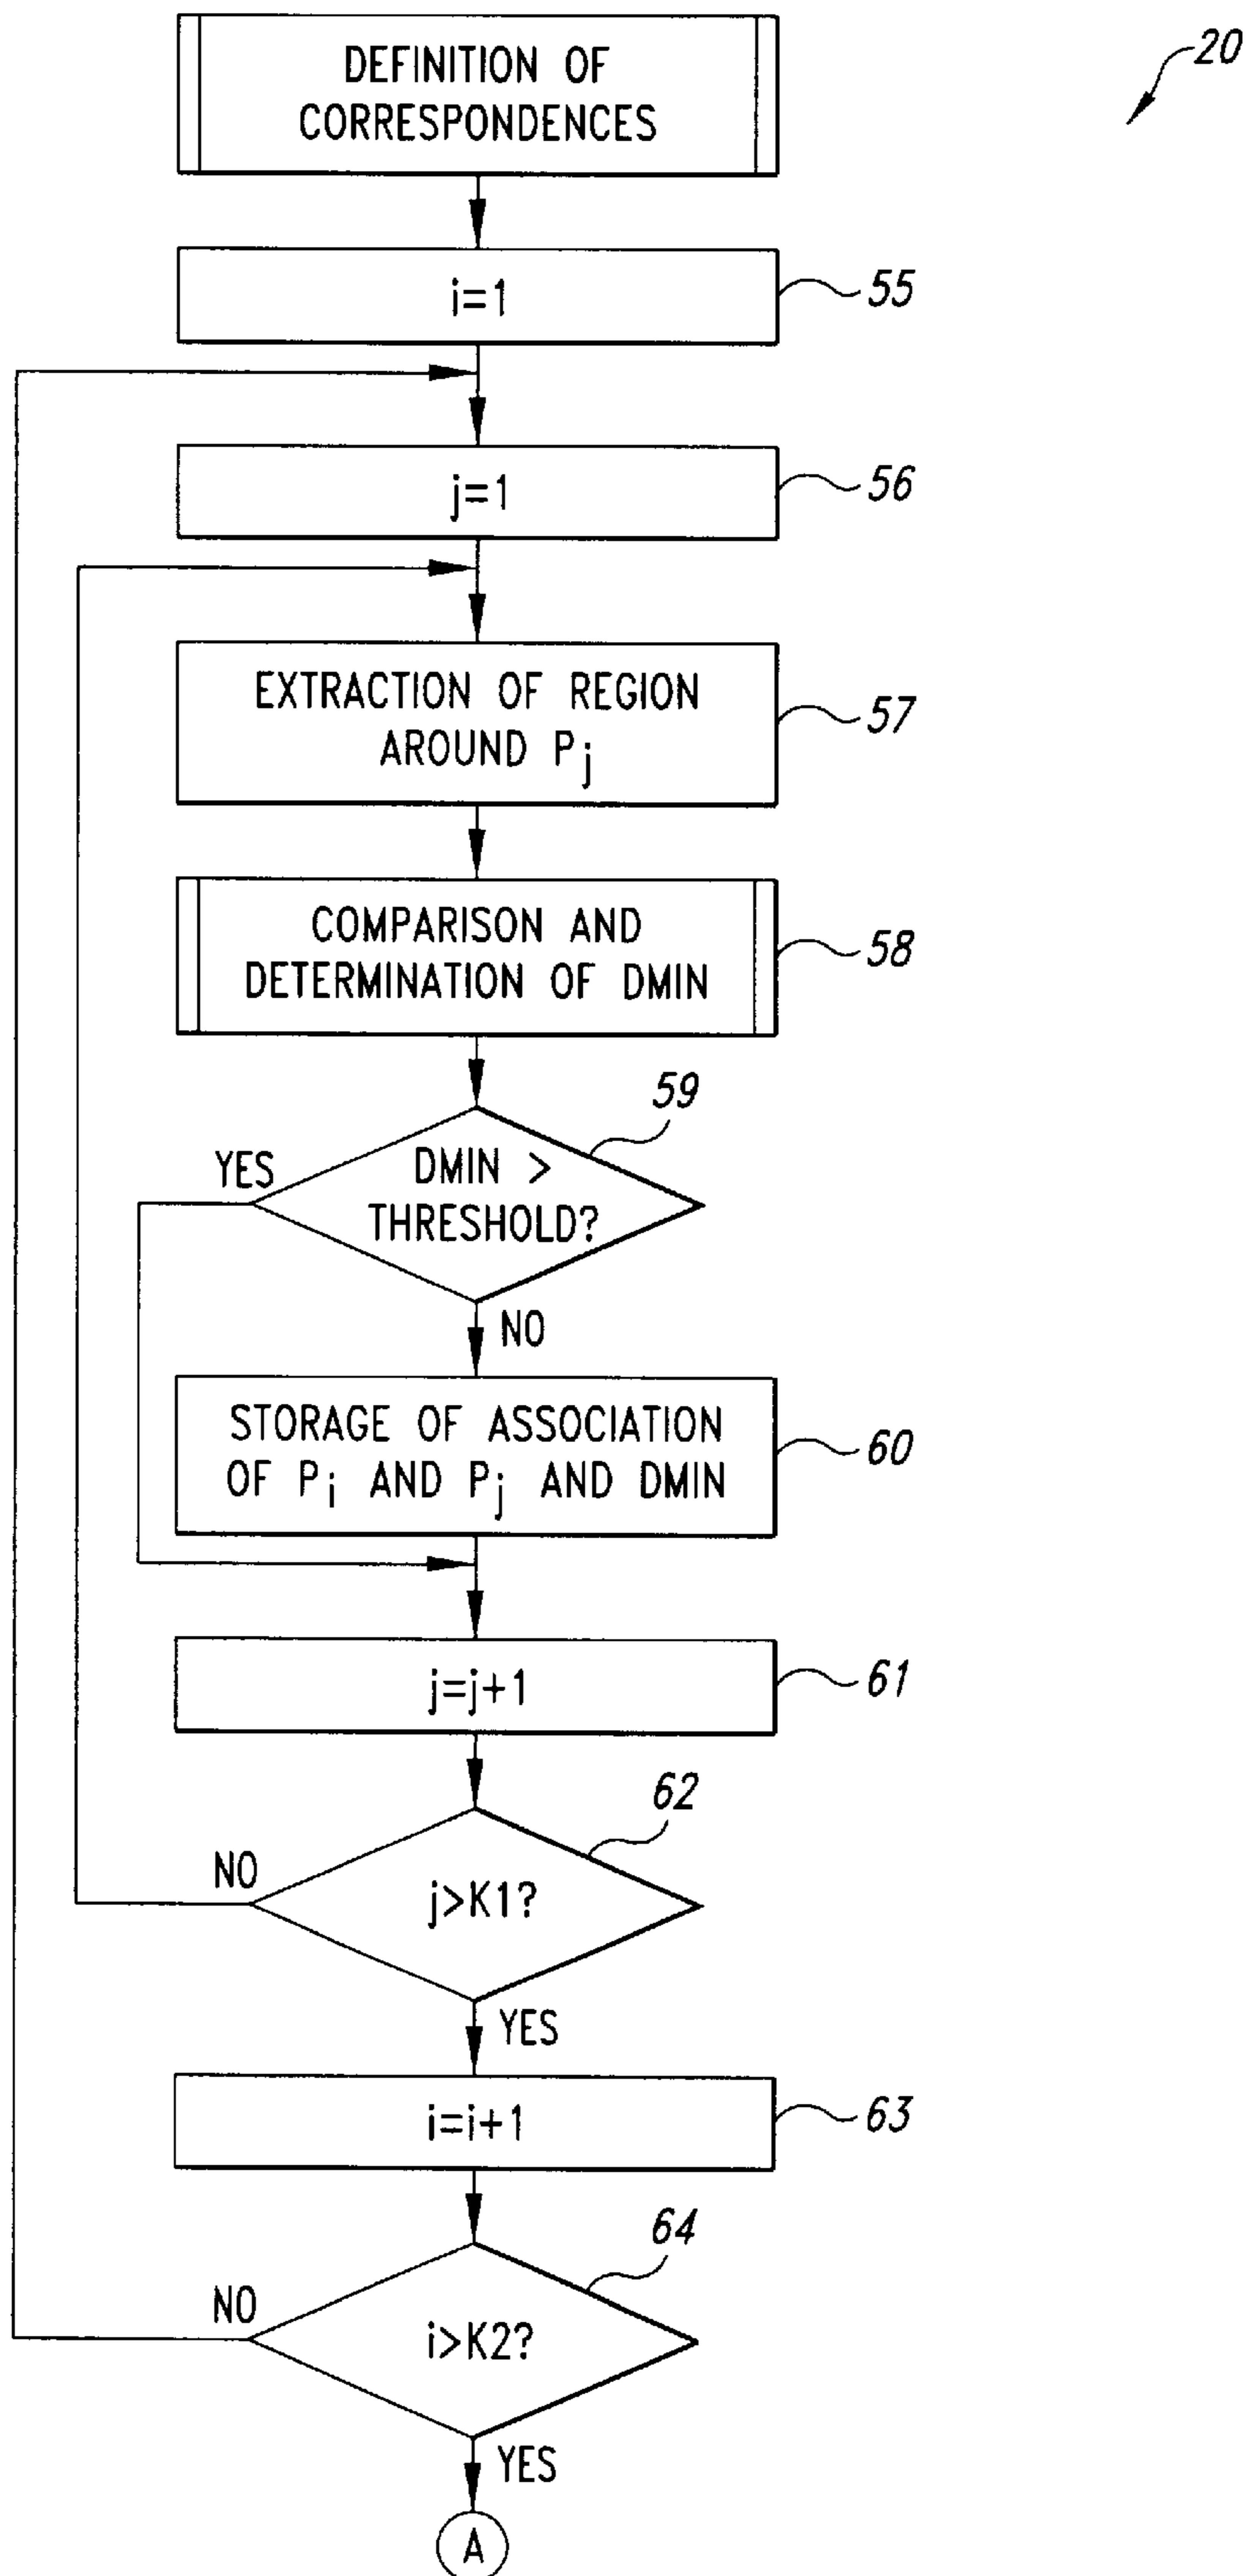 20
DEFINITION OF
CORRESPONDENCES
i=1
55
j=1
56
EXTRACTION OF REGION
AROUND Pj
57
COMPARISON AND
DETERMINATION OF DMIN
58
59
YES
DMIN >
THRESHOLD?
NO
STORAGE OF ASSOCIATION
OF Pi AND Pj AND DMIN
60
j=j+1
61
62
NO
j>K1?
YES
i=i+1
63
64
NO
i>K2?
YES
A